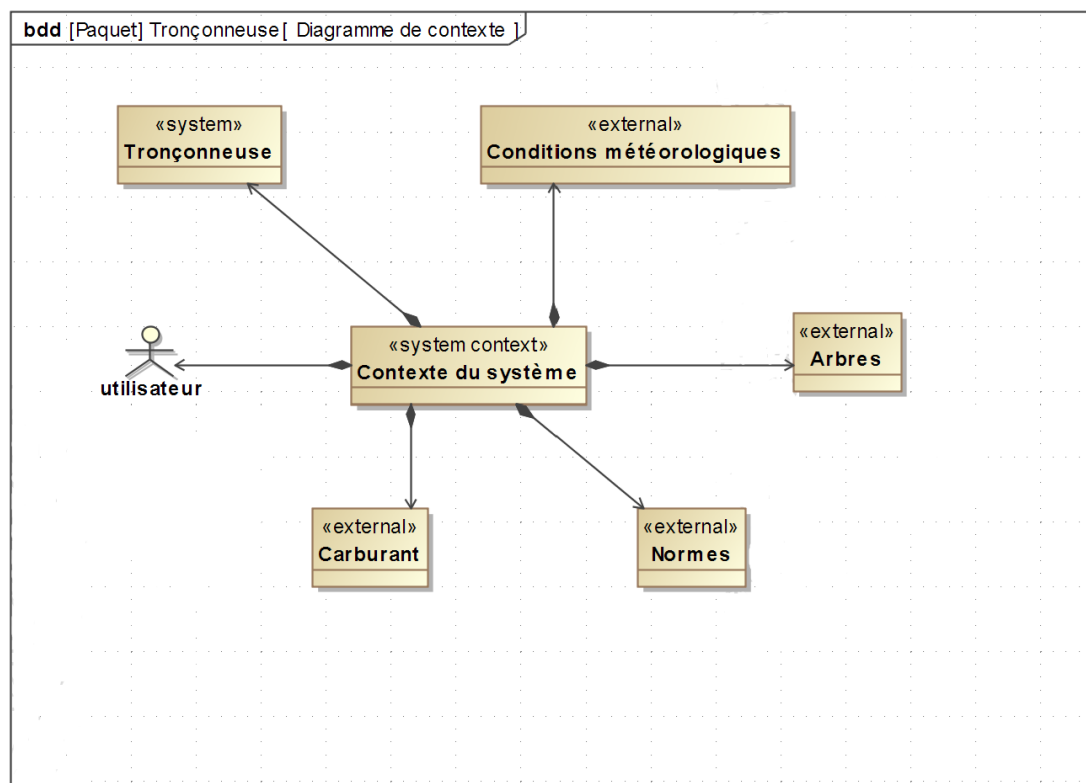 bdd [Paquet] Tronçonneuse [ Diagramme de contexte ]
«system»
Tronçonneuse
«external»
Conditions météorologiques
«system context»
Contexte du système
«external»
Arbres
utilisateur
«external»
Carburant
«external»
Normes